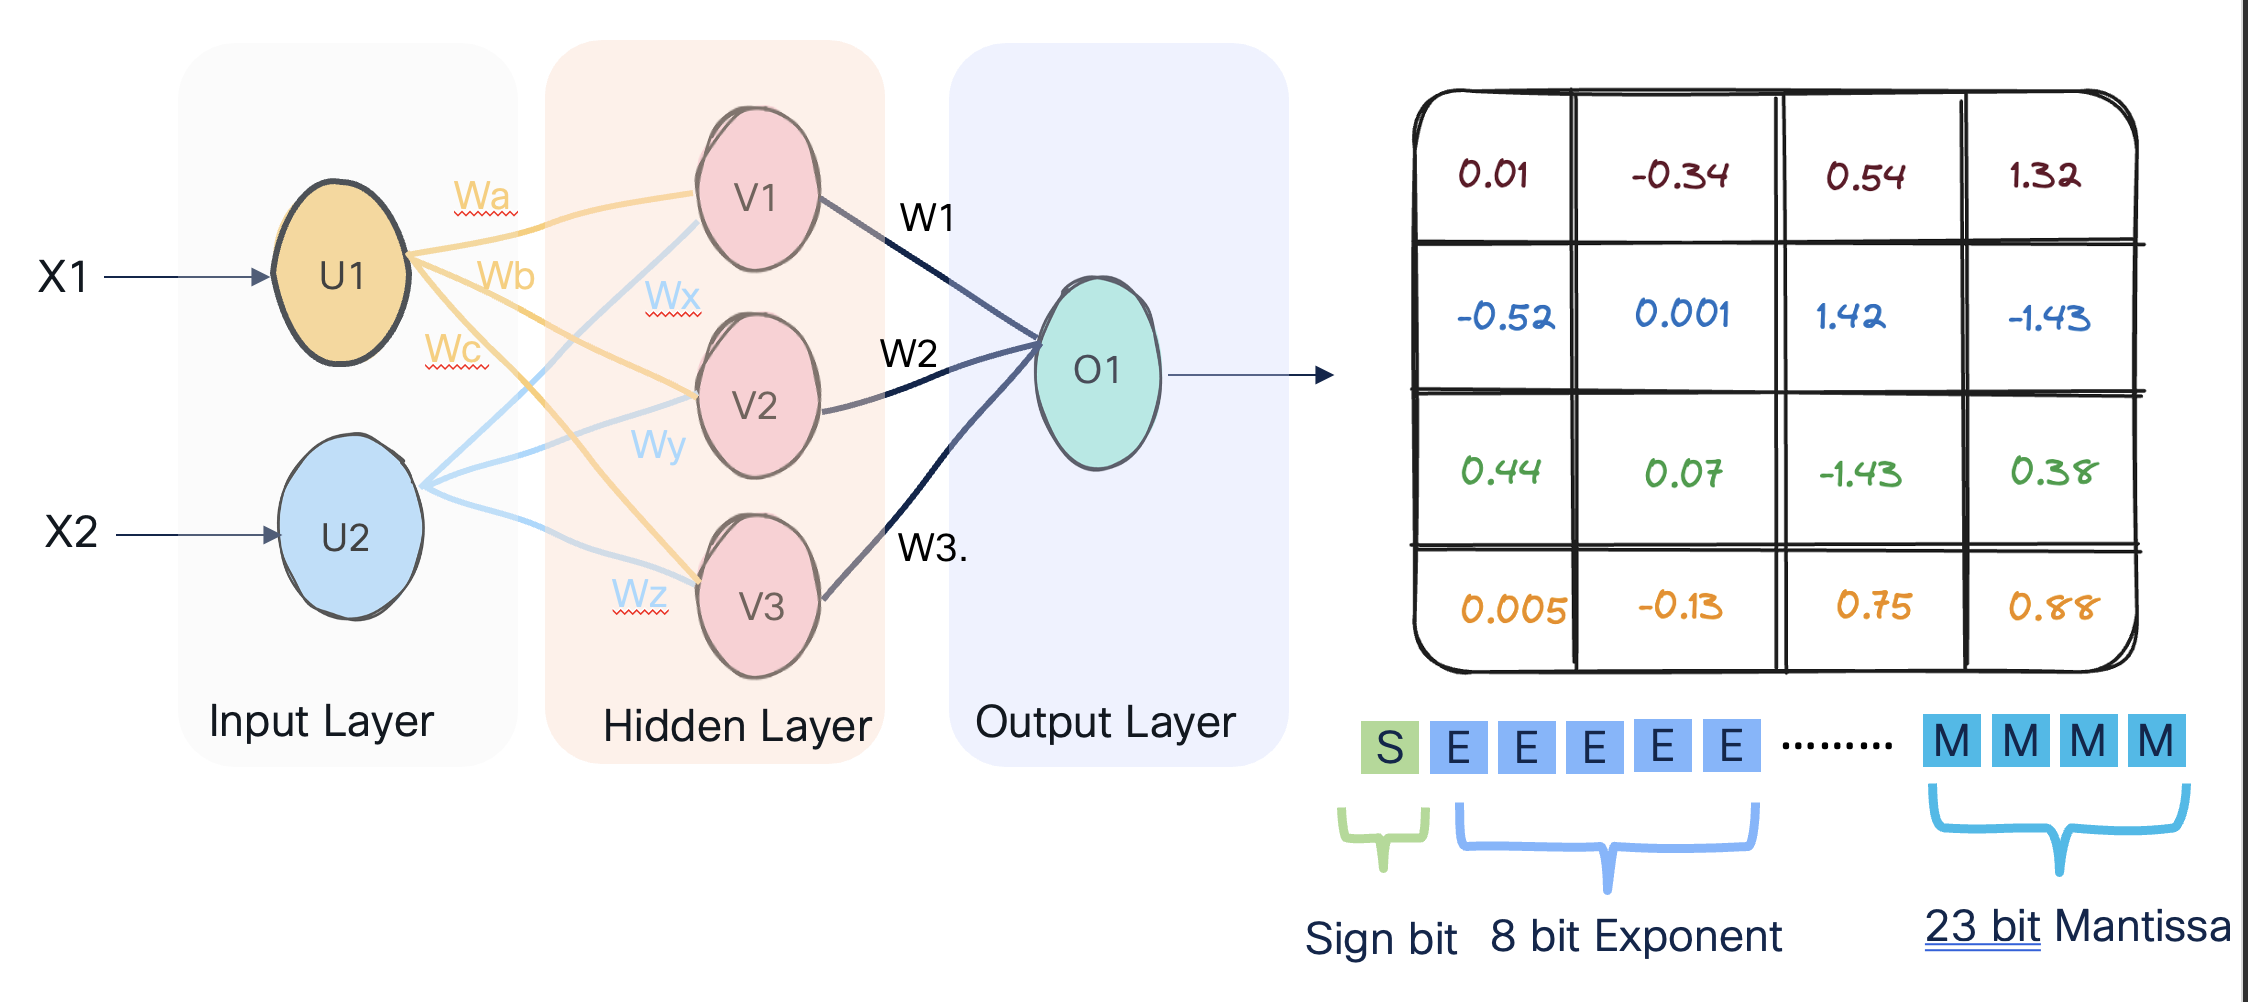 X1
X2
U1
U2
Wa
Wb
Wc
Wx
Wy
Wz
V1
V2
V3
W1
W2
W3.
O1
Input Layer
Hidden Layer
Output Layer
0.01 -0.34 0.54 1.32
-0.52 0.001 1.42 -1.43
0.44 0.07 -1.43 0.38
0.005 -0.13 0.75 0.88
S E E E E E ......... M M M M
Sign bit 8 bit Exponent 23 bit Mantissa